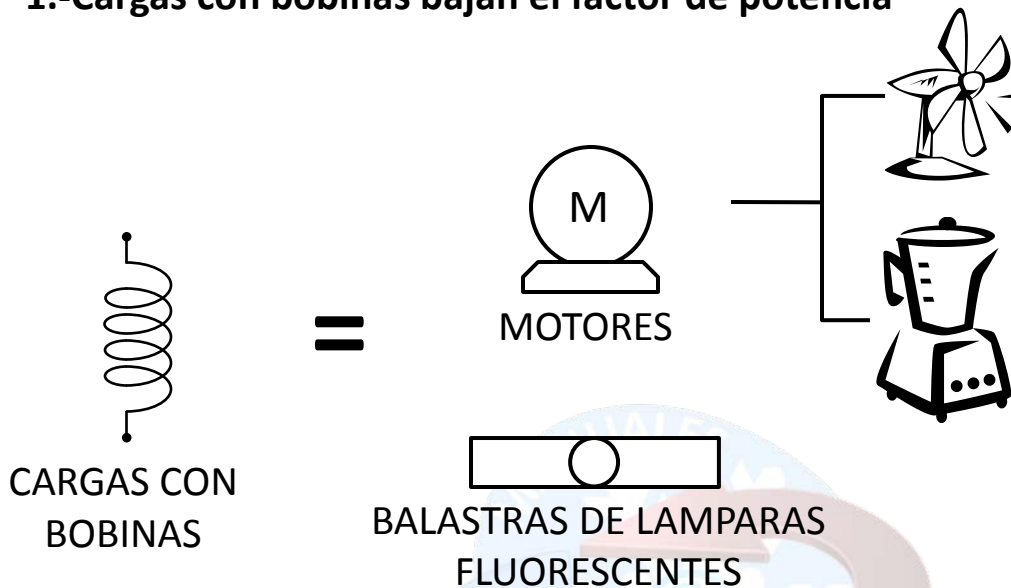 1.-Cargas con bobinas bajan el factor de potencia
M
MOTORES
=
CARGAS CON
BOBINAS
BALASTRAS DE LAMPARAS
FLUORESCENTES